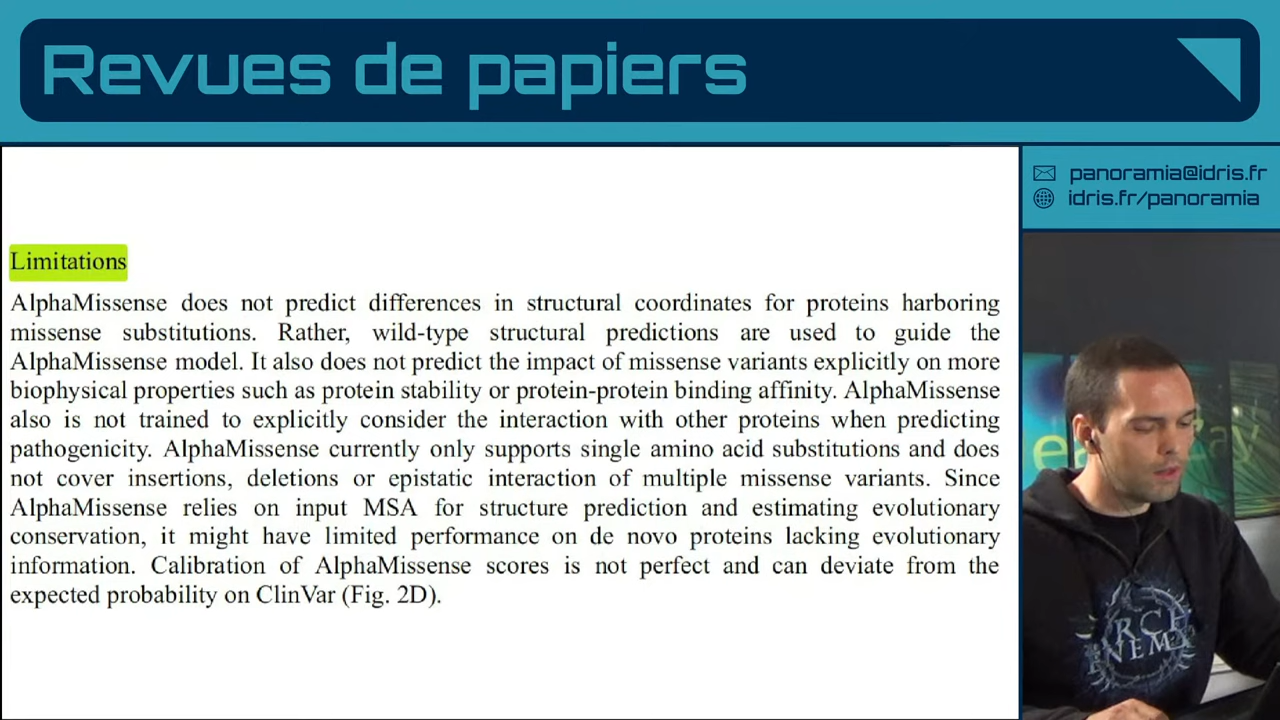 Revues de papiers
panoramia@idris.fr
idris.fr/panoramia
Limitations
AlphaMissense does not predict differences in structural coordinates for proteins harboring
missense substitutions. Rather, wild-type structural predictions are used to guide the
AlphaMissense model. It also does not predict the impact of missense variants explicitly on more
biophysical properties such as protein stability or protein-protein binding affinity. AlphaMissense
also is not trained to explicitly consider the interaction with other proteins when predicting
pathogenicity. AlphaMissense currently only supports single amino acid substitutions and does
not cover insertions, deletions or epistatic interaction of multiple missense variants. Since
AlphaMissense relies on input MSA for structure prediction and estimating evolutionary
conservation, it might have limited performance on de novo proteins lacking evolutionary
information. Calibration of AlphaMissense scores is not perfect and can deviate from the
expected probability on ClinVar (Fig. 2D).
ENEMY